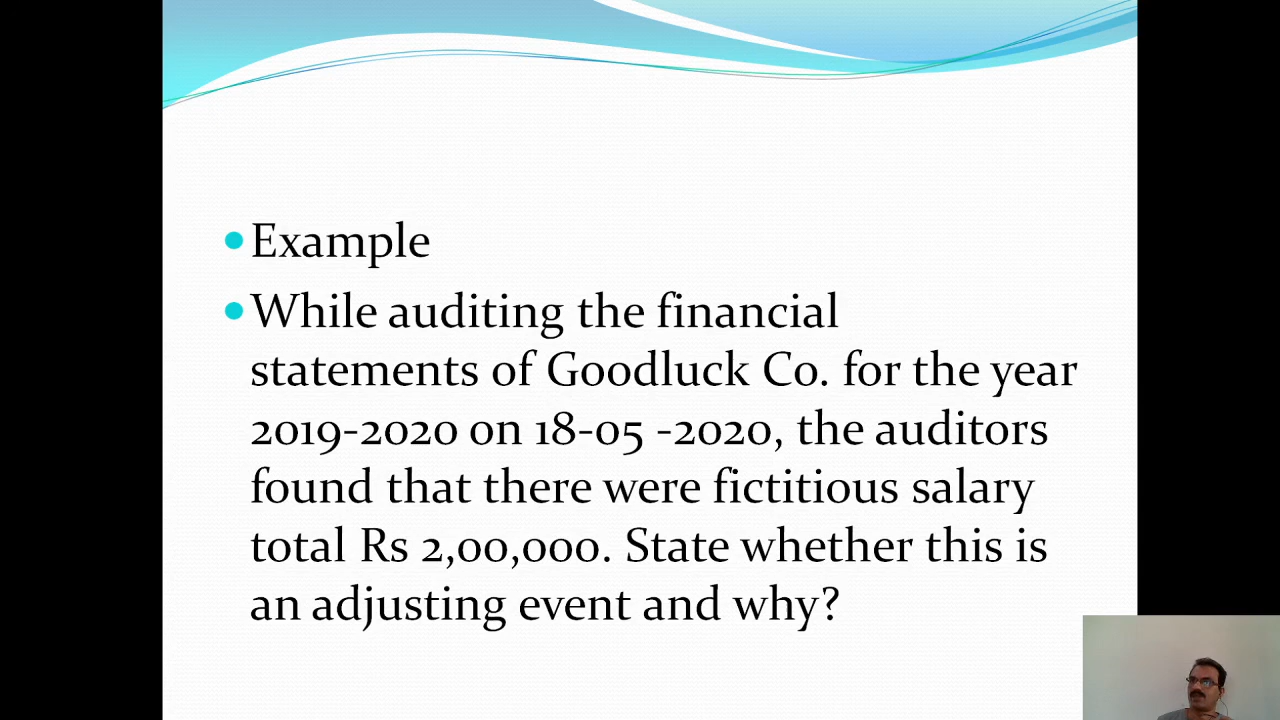 Example
While auditing the financial
statements of Goodluck Co. for the year
2019-2020 on 18-05 -2020, the auditors
found that there were fictitious salary
total Rs 2,00,000. State whether this is
an adjusting event and why?